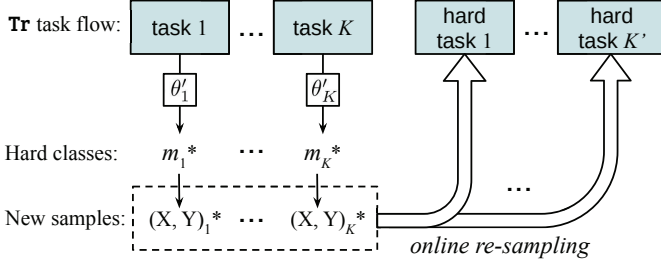 Tr task flow: task 1 ... task K ... hard task 1 ... hard task K'
θ'1 θ'K
Hard classes: m1* ... mK*
...
New samples: (X, Y)1* ... (X, Y)K*
online re-sampling